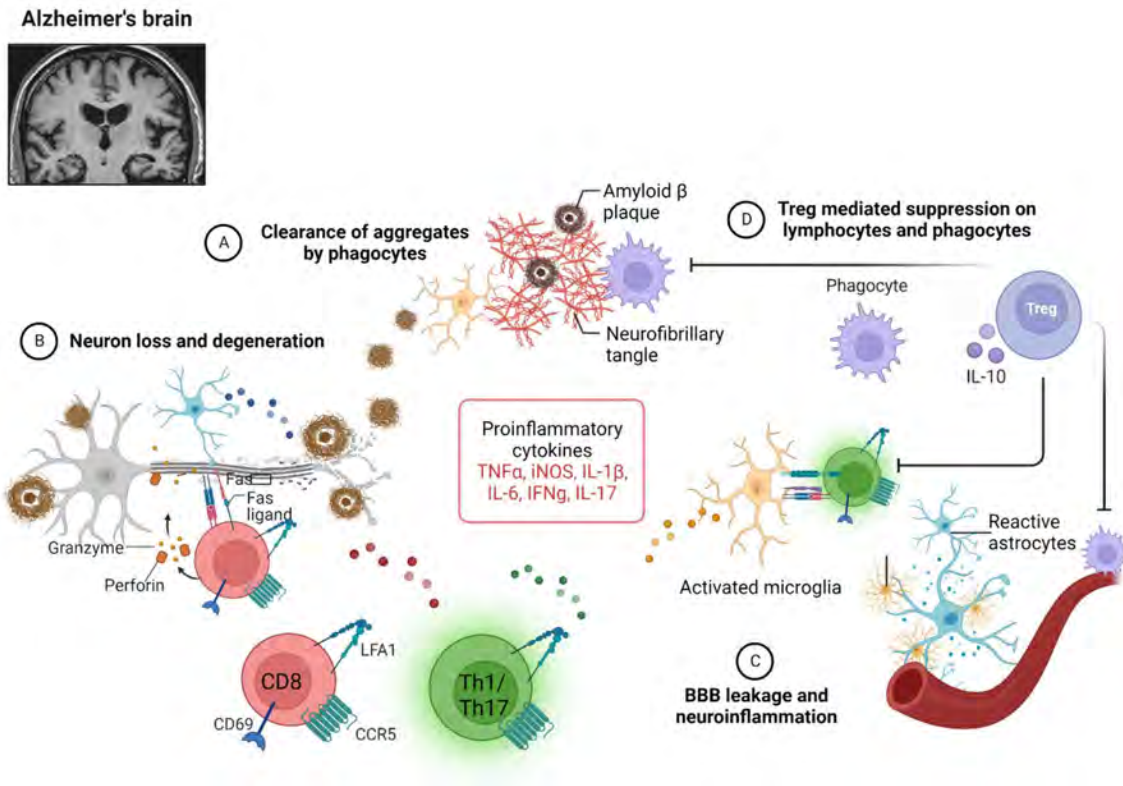 Alzheimer's brain
A
Clearance of aggregates
by phagocytes
Amyloid β
plaque
Neurofibrillary
tangle
D
Treg mediated suppression on
lymphocytes and phagocytes
Phagocyte
Treg
IL-10
B
Neuron loss and degeneration
Fas
Fas
ligand
Granzyme
Perforin
Proinflammatory
cytokines
TNFα, iNOS, IL-1β,
IL-6, IFNg, IL-17
Activated microglia
Reactive
astrocytes
C
BBB leakage and
neuroinflammation
CD8
LFA1
CD69
CCR5
Th1/
Th17